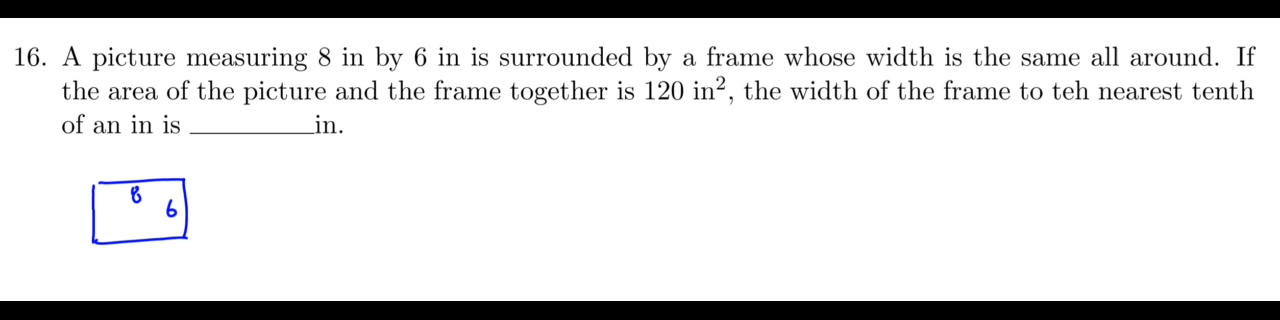 16. A picture measuring 8 in by 6 in is surrounded by a frame whose width is the same all around. If
the area of the picture and the frame together is 120 in², the width of the frame to teh nearest tenth
of an in is __________in.
8
6